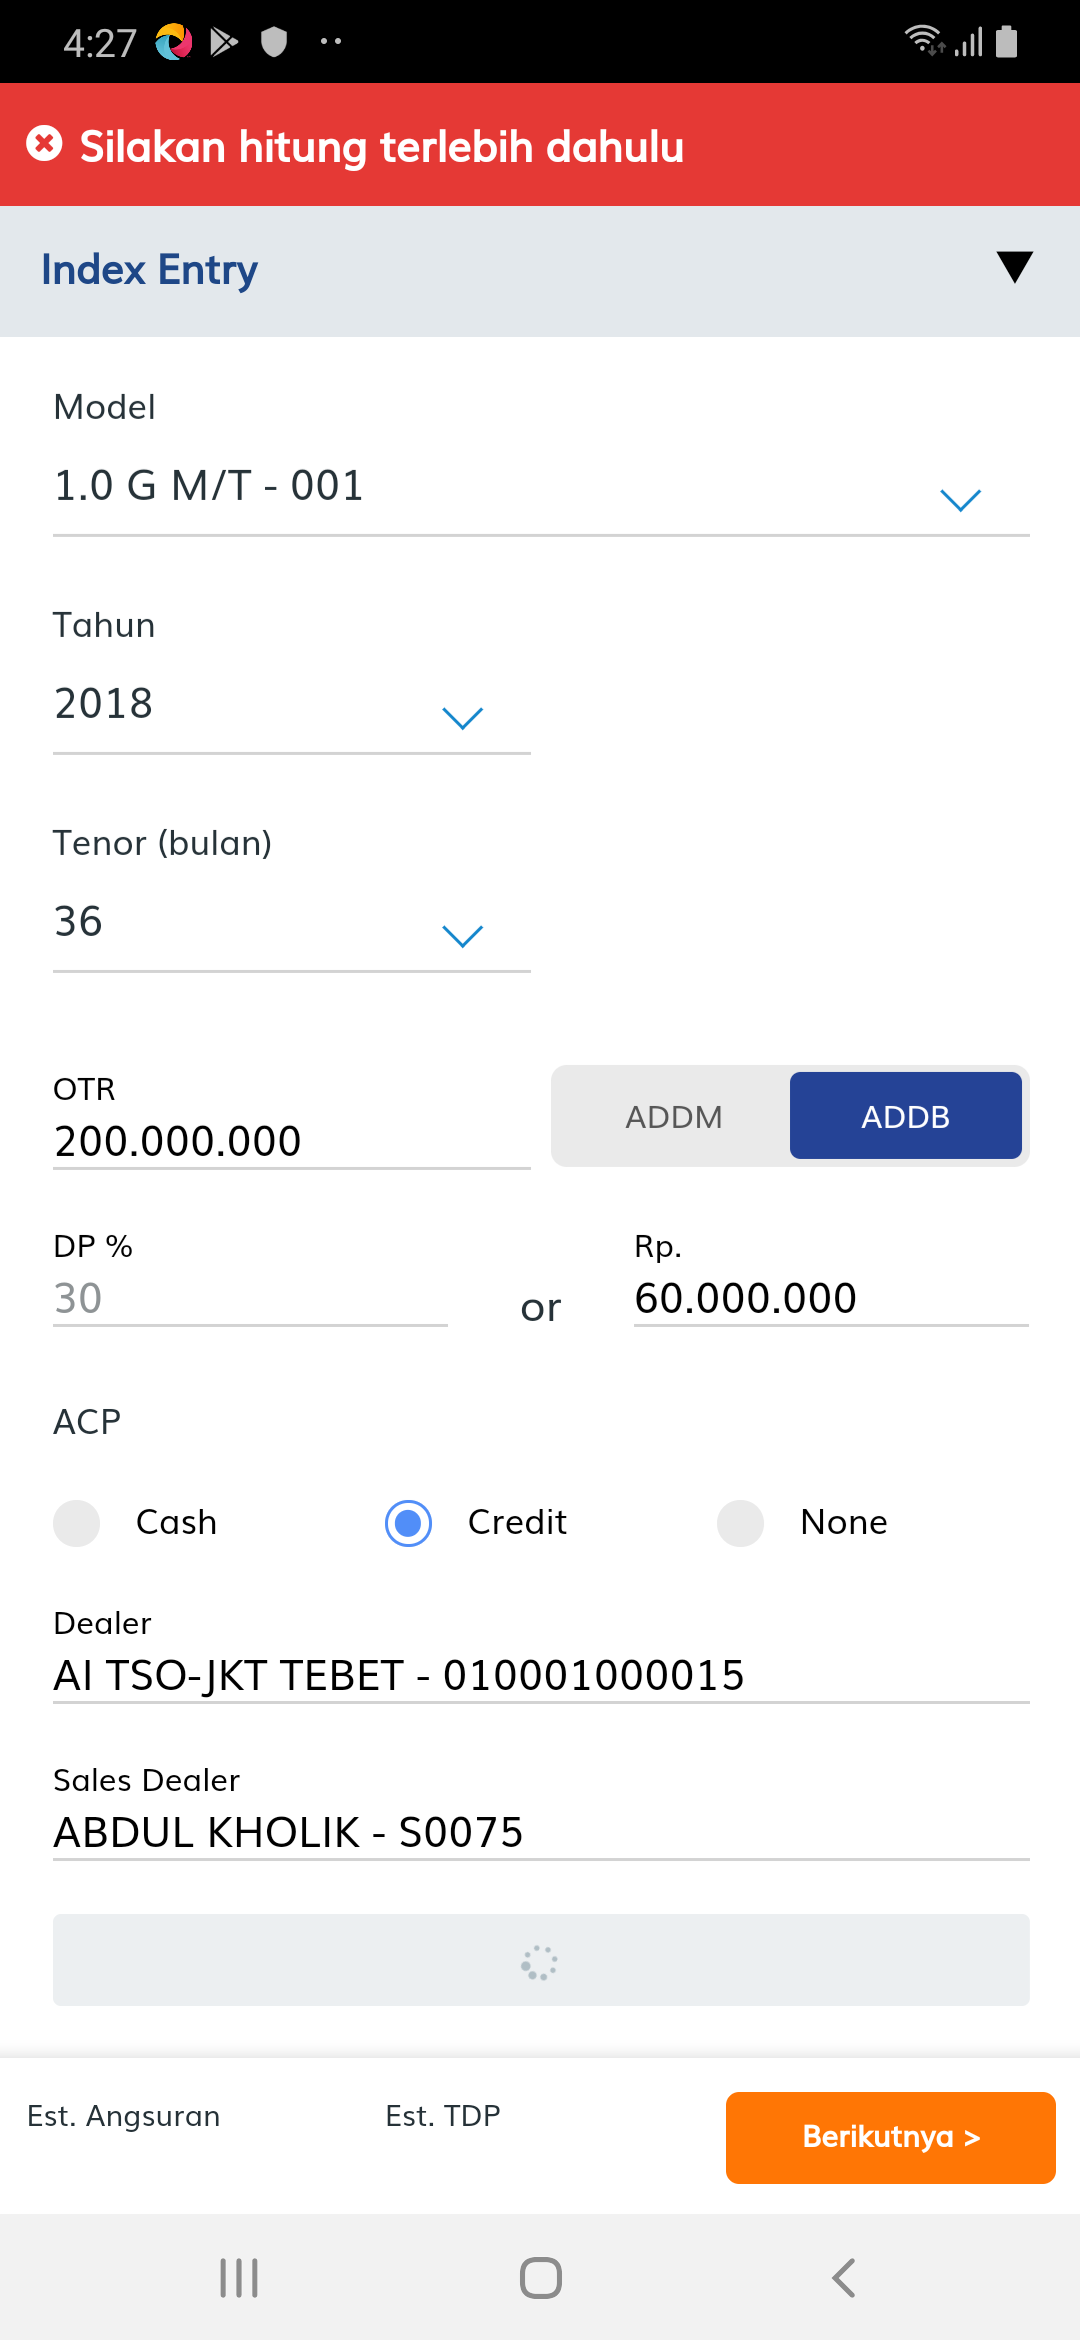 4:27
Silakan hitung terlebih dahulu
Index Entry
Model
1.0 G M/T - 001
Tahun
2018
Tenor (bulan)
36
OTR
200.000.000
ADDM
ADDB
DP %
30
or
Rp.
60.000.000
ACP
Cash
Credit
None
Dealer
AI TSO-JKT TEBET - 010001000015
Sales Dealer
ABDUL KHOLIK - S0075
Est. Angsuran
Est. TDP
Berikutnya >